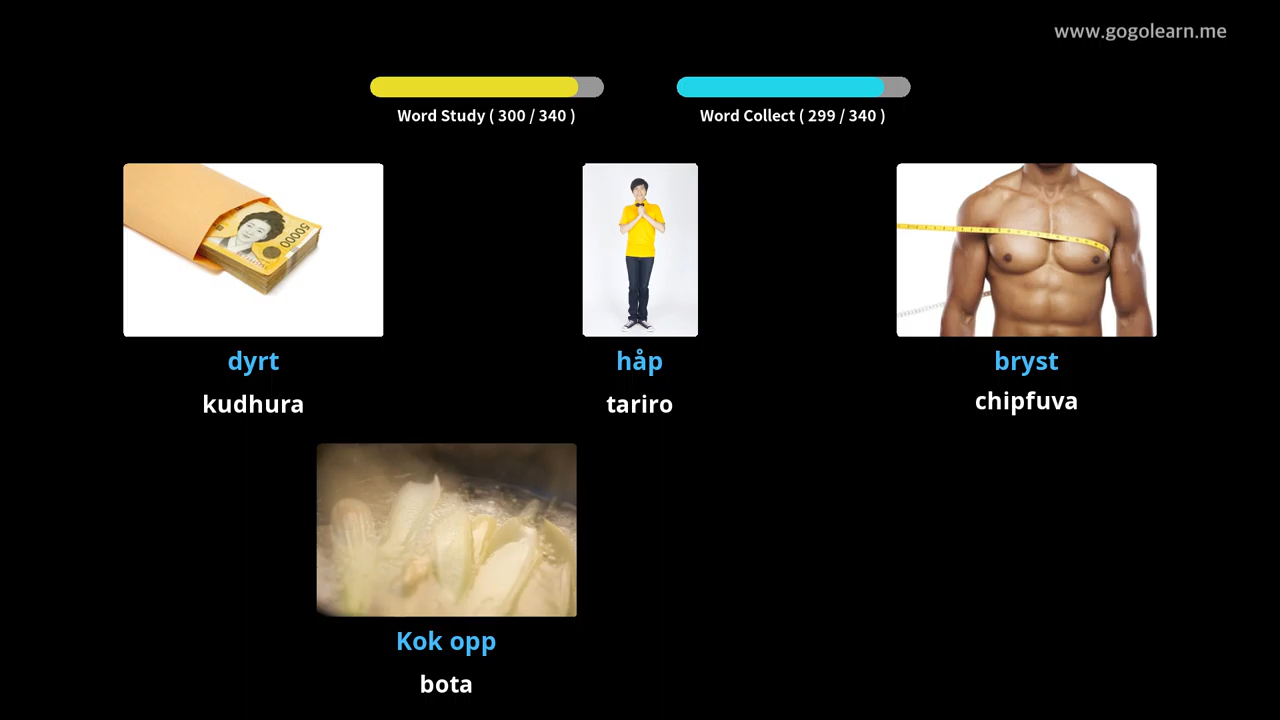 www.gogolearn.me
Word Study ( 300 / 340 )
Word Collect ( 299 / 340 )
50000
dyrt
håp
bryst
kudhura
tariro
chipfuva
Kok opp
bota